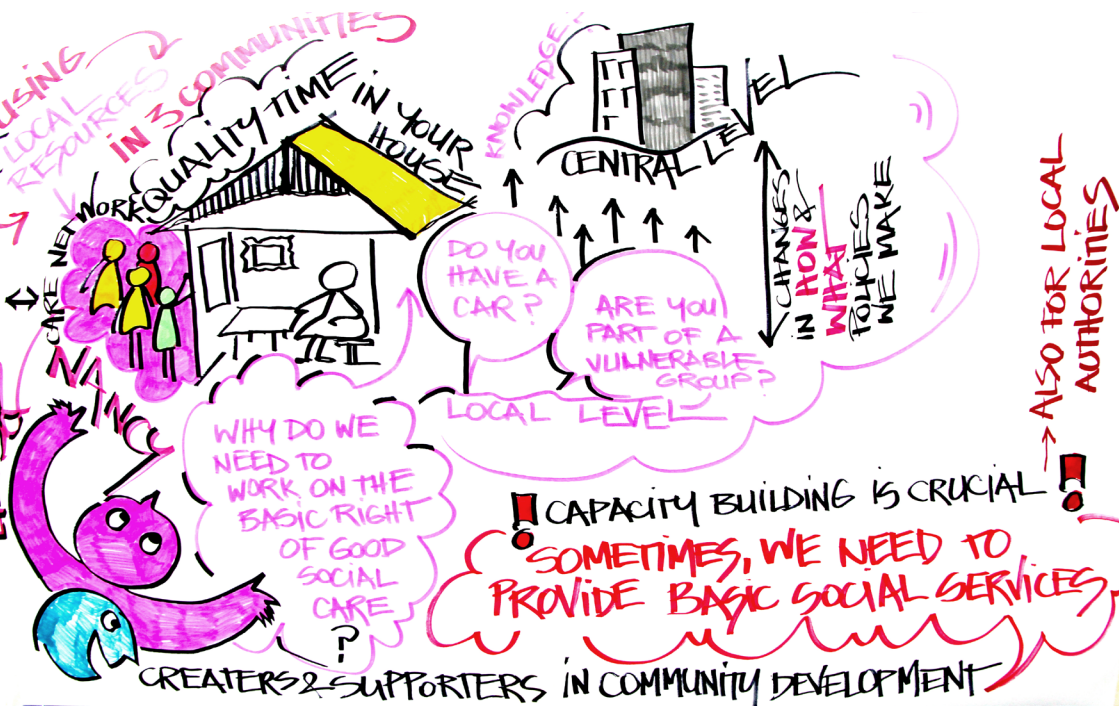 USING
LOCAL
RESOURCES
IN 3 COMMUNITIES
CARE NETWORK
QUALITY TIME IN YOUR
HOUSE
KNOWLEDGE
CENTRAL LEVEL
CHANGES
IN HOW &
WHAT
POLICIES
WE MAKE
DO YOU
HAVE A
CAR?
ARE YOU
PART OF A
VULNERABLE
GROUP?
LOCAL LEVEL
NANCY
WHY DO WE
NEED TO
WORK ON THE
BASIC RIGHT
OF GOOD
SOCIAL
CARE
?
! CAPACITY BUILDING IS CRUCIAL !
→ ALSO FOR LOCAL
AUTHORITIES
SOMETIMES, WE NEED TO
PROVIDE BASIC SOCIAL SERVICES
CREATERS & SUPPORTERS IN COMMUNITY DEVELOPMENT